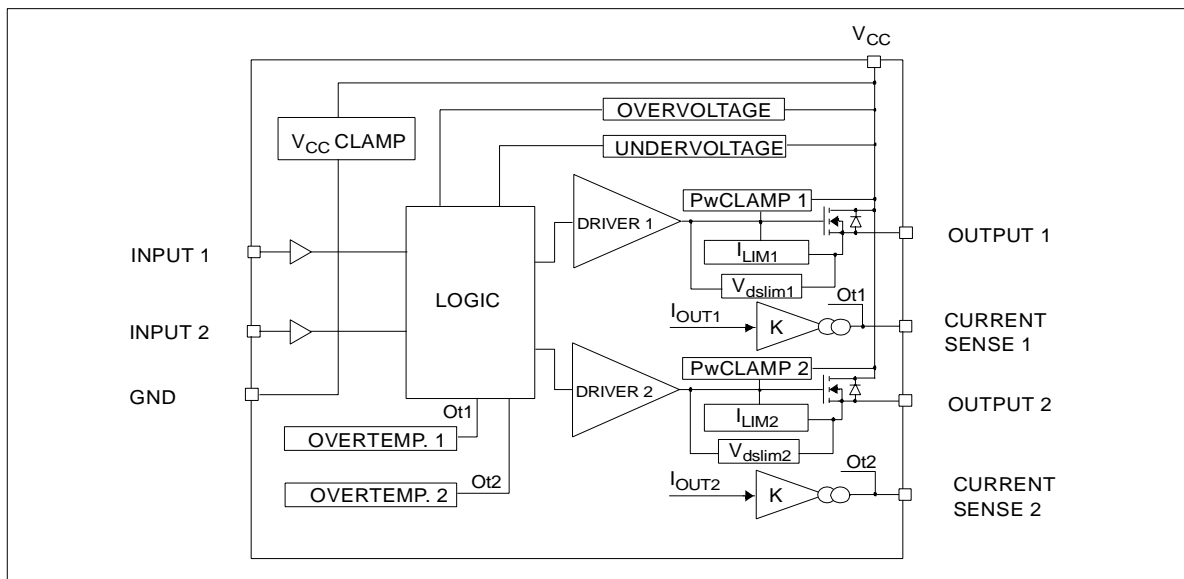 VCC
OVERVOLTAGE
VCC CLAMP
UNDERVOLTAGE
PwCLAMP 1
DRIVER 1
OUTPUT 1
INPUT 1
ILIM1
Vdslim1
LOGIC
Ot1
IOUT1
K
INPUT 2
CURRENT
SENSE 1
PwCLAMP 2
DRIVER 2
GND
OUTPUT 2
Ot1
ILIM2
OVERTEMP. 1
Vdslim2
Ot2
Ot2
IOUT2
K
OVERTEMP. 2
CURRENT
SENSE 2